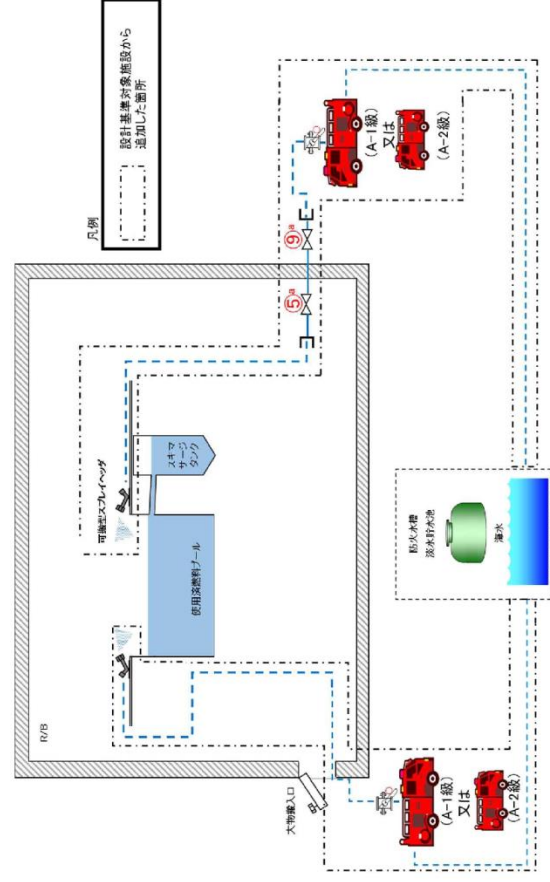 凡例
設計基準対象施設から
追加した箇所
R/B
可搬型スプレイヘッダ
使用済燃料プール
スキマ
サージ
タンク
⑤a
⑨a
大物搬入口
(A-1級)
又は
(A-2級)
(A-1級)
又は
(A-2級)
防火水槽
淡水貯水池
海水